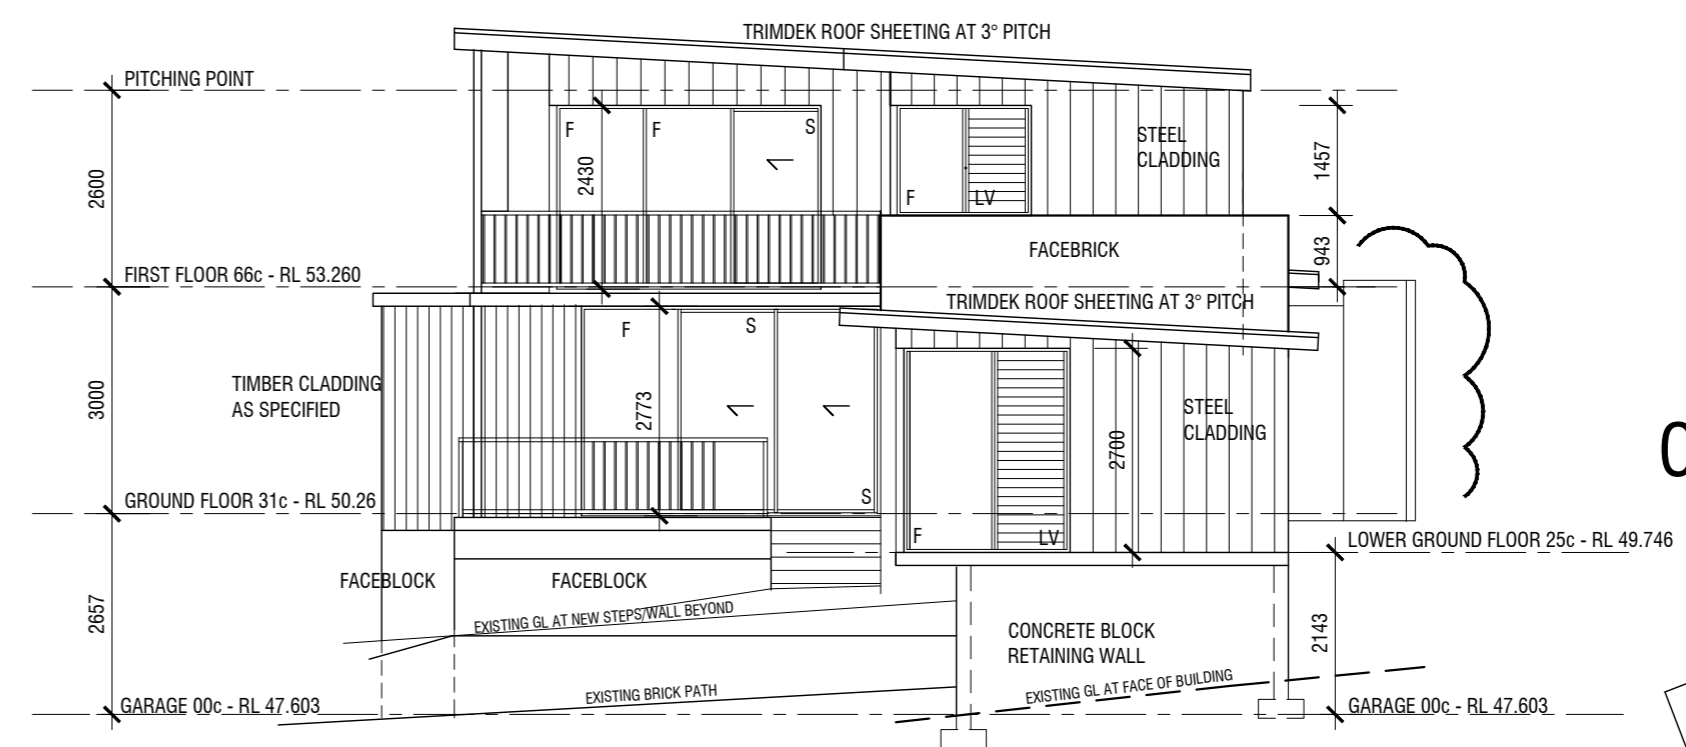 TRIMDEK ROOF SHEETING AT 3° PITCH
PITCHING POINT
F
F
S
STEEL
CLADDING
2430
1457
2600
F
LV
FACEBRICK
943
FIRST FLOOR 66c - RL 53.260
TRIMDEK ROOF SHEETING AT 3° PITCH
F
S
TIMBER CLADDING
AS SPECIFIED
3000
2773
2700
STEEL
CLADDING
GROUND FLOOR 31c - RL 50.26
S
F
LV
LOWER GROUND FLOOR 25c - RL 49.746
FACEBLOCK
FACEBLOCK
2657
EXISTING GL AT NEW STEPS/WALL BEYOND
CONCRETE BLOCK
RETAINING WALL
2143
EXISTING BRICK PATH
EXISTING GL AT FACE OF BUILDING
GARAGE 00c - RL 47.603
GARAGE 00c - RL 47.603